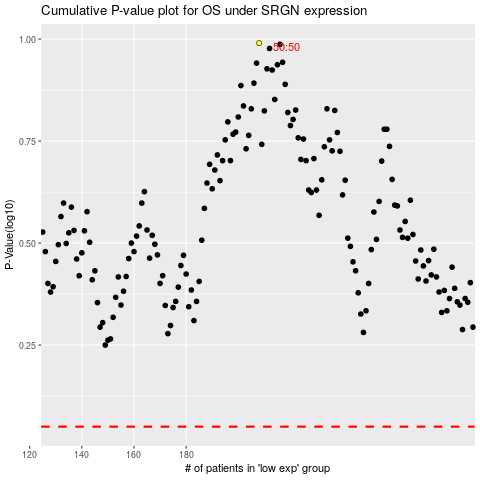 Cumulative P-value plot for OS under SRGN expression
1.00
50:50
0.75
P-Value(log10)
0.50
0.25
120 140 160 180
# of patients in 'low exp' group